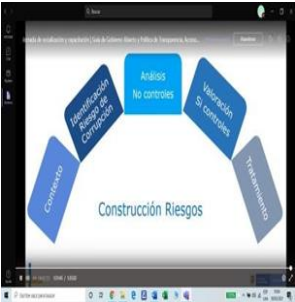 Buscar
Jornada de socialización y capacitación | Guía de Gobierno Abierto y Política de Transparencia, Acceso...
Contexto
Identificación
Riesgo de
Corrupción
Análisis
No controles
Valoración
Si controles
Tratamiento
Construcción Riesgos